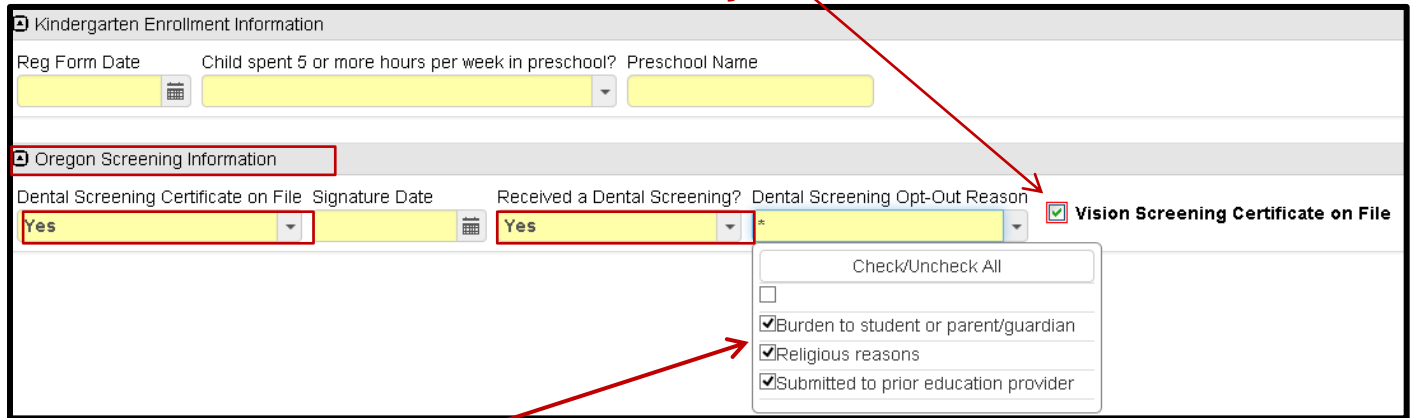 Kindergarten Enrollment Information
Reg Form Date Child spent 5 or more hours per week in preschool? Preschool Name
Oregon Screening Information
Dental Screening Certificate on File Signature Date Received a Dental Screening? Dental Screening Opt-Out Reason
Yes Yes * Vision Screening Certificate on File
Check/Uncheck All
Burden to student or parent/guardian
Religious reasons
Submitted to prior education provider